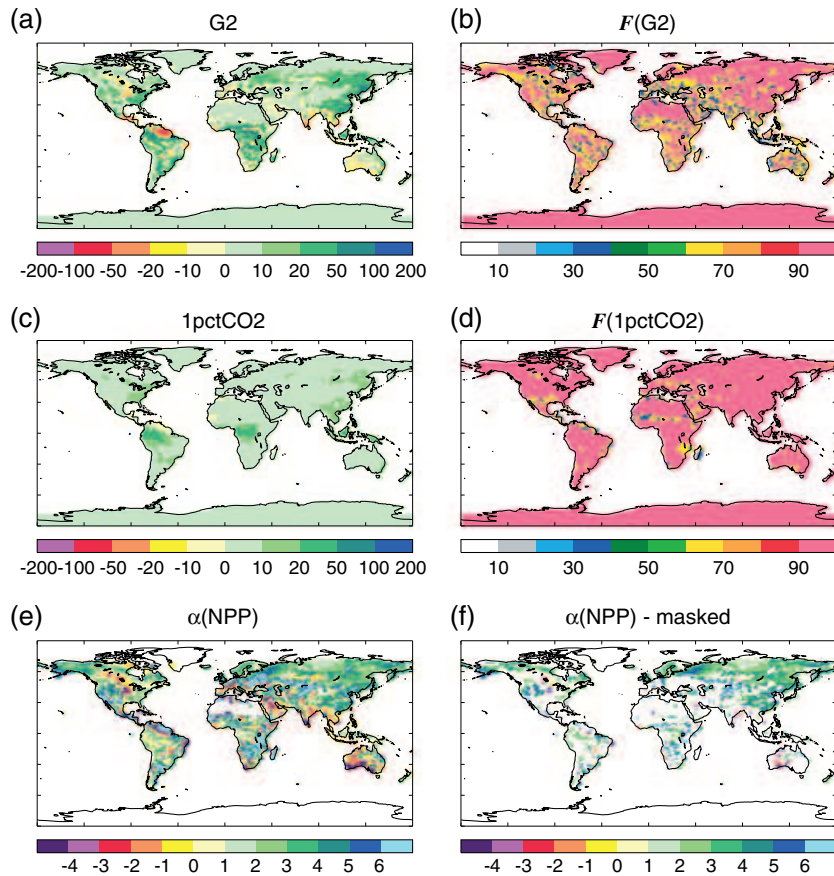 (a) G2
(b) F(G2)
-200 -100 -50 -20 -10 0 10 20 50 100 200
10 30 50 70 90
(c) 1pctCO2
(d) F(1pctCO2)
-200 -100 -50 -20 -10 0 10 20 50 100 200
10 30 50 70 90
(e) α(NPP)
(f) α(NPP) - masked
-4 -3 -2 -1 0 1 2 3 4 5 6
-4 -3 -2 -1 0 1 2 3 4 5 6